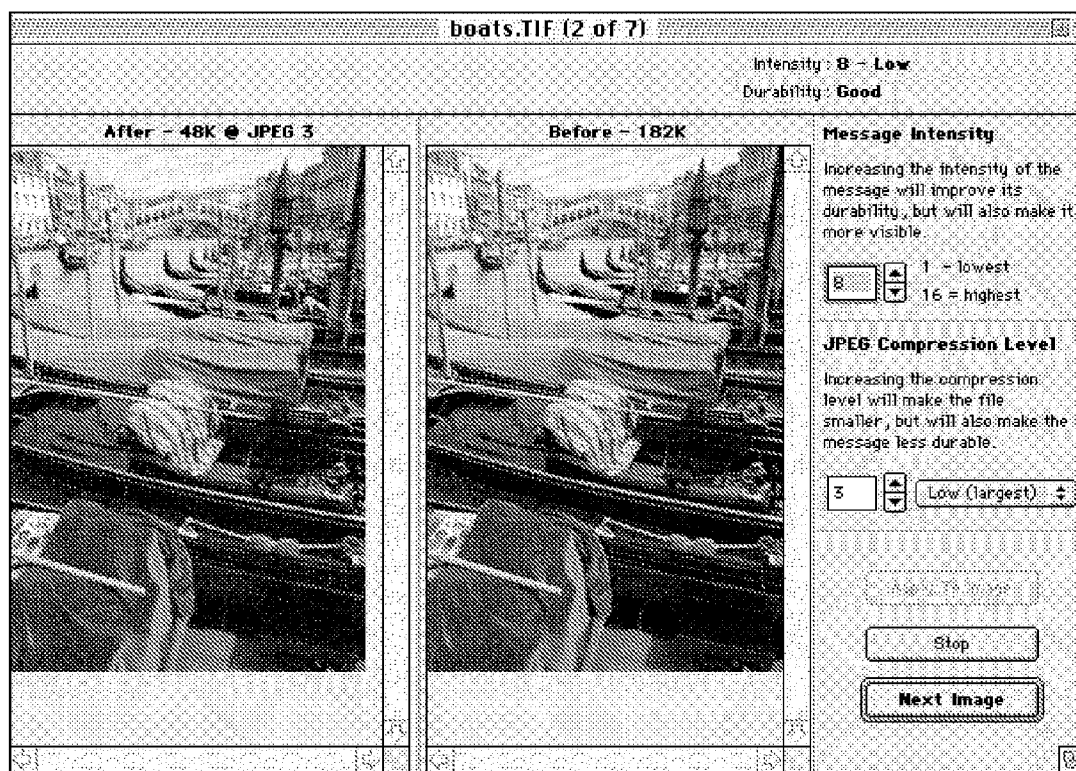 boats.TIF (2 of 7)
Intensity: 8 - Low
Durability: Good
After - 48K @ JPEG 3
Before - 182K
Message Intensity
Increasing the intensity of the
message will improve its
durability, but will also make it
more visible.
8
1 - lowest
16 = highest
JPEG Compression Level
Increasing the compression
level will make the file
smaller, but will also make the
message less durable.
3
Low (largest)
Stop
Next Image